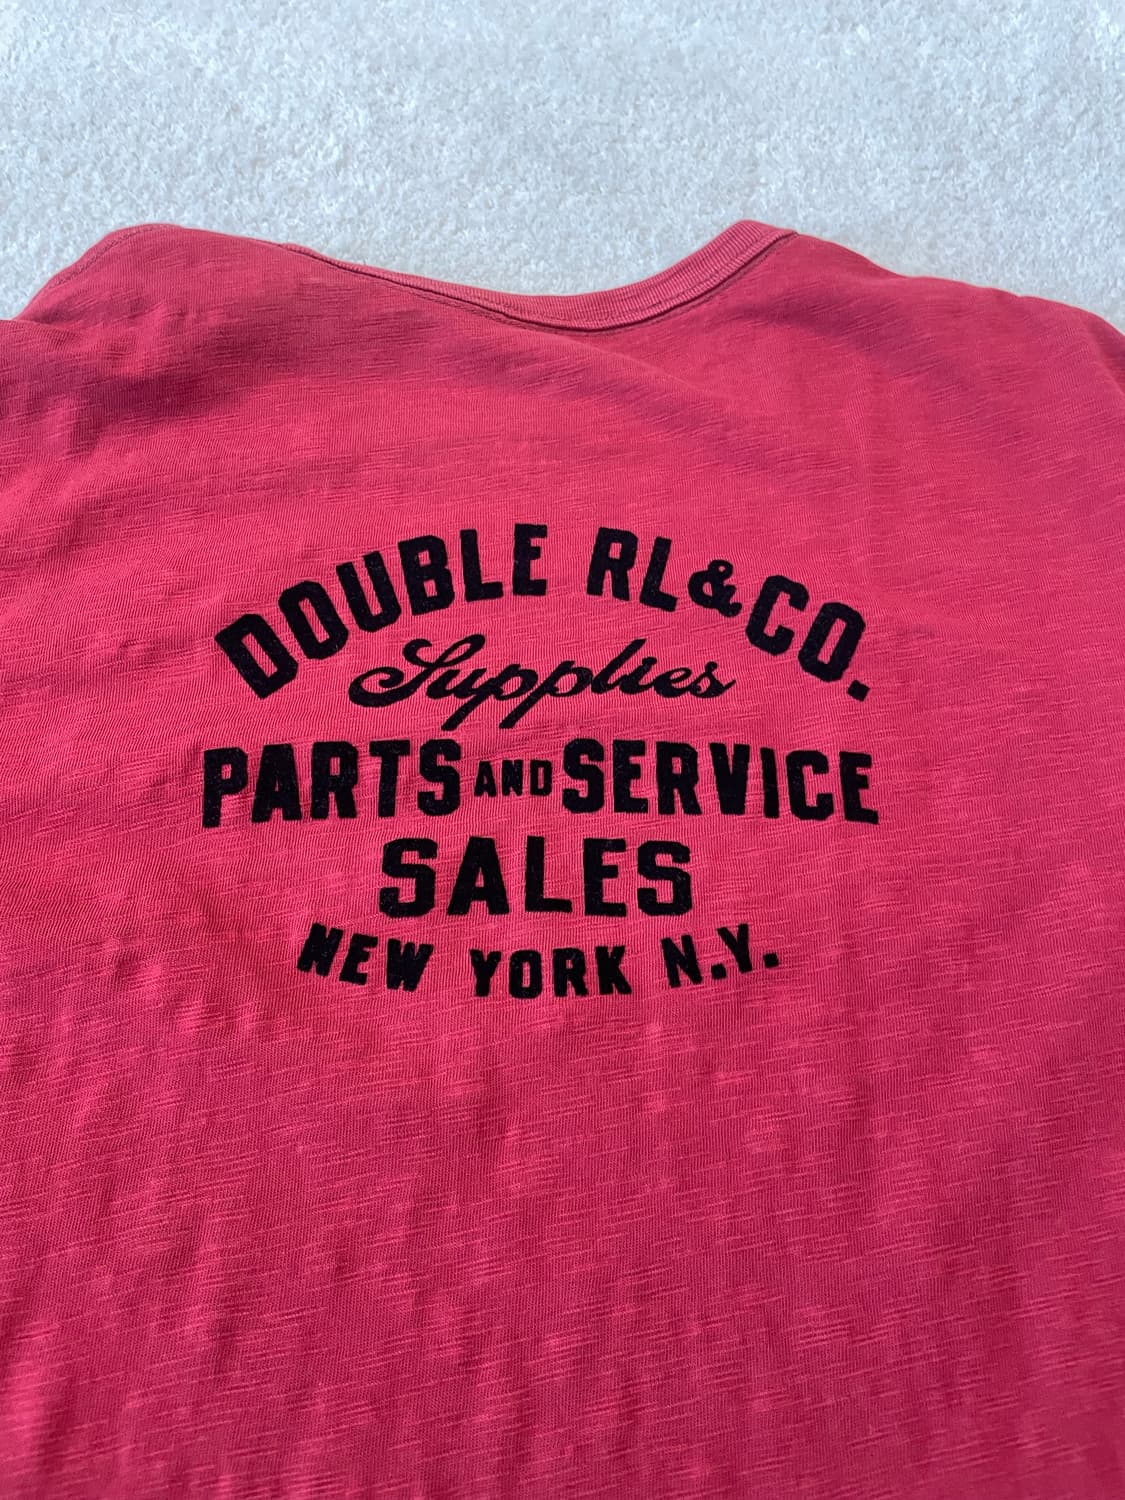 DOUBLE RL & CO.
Supplies
PARTS AND SERVICE
SALES
NEW YORK N.Y.